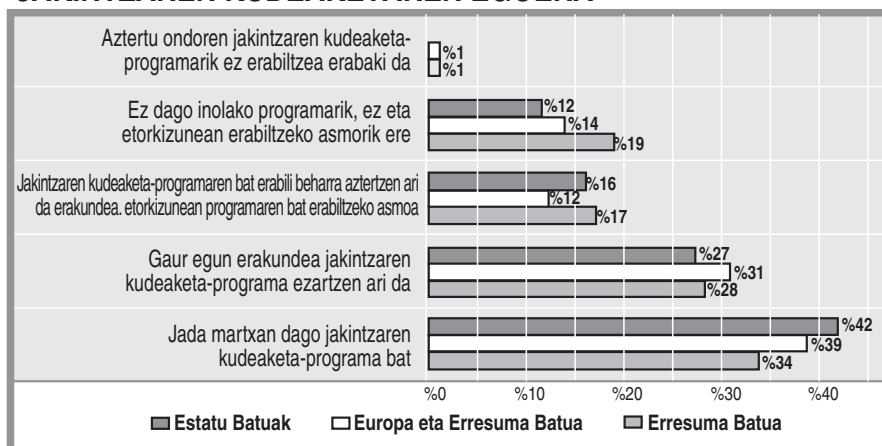 Aztertu ondoren jakintzaren kudeaketa-
programarik ez erabiltzea erabaki da
%1
%1
Ez dago inolako programarik, ez eta
etorkizunean erabiltzeko asmorik ere
%12
%14
%19
Jakintzaren kudeaketa-programaren bat erabili beharra aztertzen ari
da erakundea. etorkizunean programaren bat erabiltzeko asmoa
%16
%12
%17
Gaur egun erakundea jakintzaren
kudeaketa-programa ezartzen ari da
%27
%31
%28
Jada martxan dago jakintzaren
kudeaketa-programa bat
%42
%39
%34
%0 %10 %20 %30 %40
Estatu Batuak Europa eta Erresuma Batua Erresuma Batua